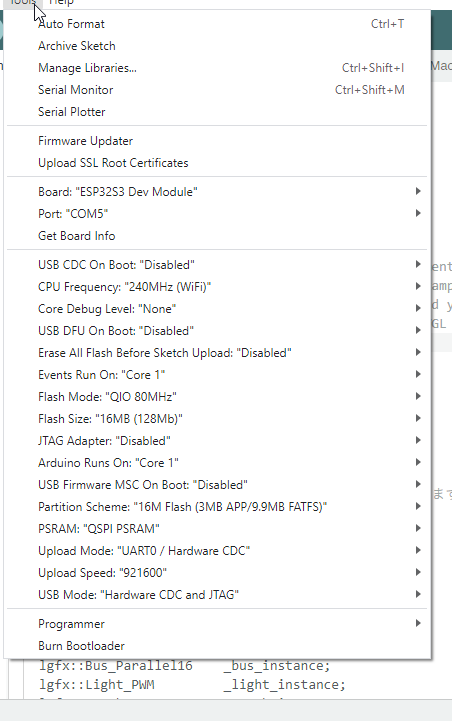 Tools Help
Auto Format Ctrl+T
Archive Sketch
Manage Libraries... Ctrl+Shift+I
Mac
Serial Monitor Ctrl+Shift+M
Serial Plotter
Firmware Updater
Upload SSL Root Certificates
Board: "ESP32S3 Dev Module"
Port: "COM5"
Get Board Info
USB CDC On Boot: "Disabled"
CPU Frequency: "240MHz (WiFi)"
Core Debug Level: "None"
USB DFU On Boot: "Disabled"
GL
Erase All Flash Before Sketch Upload: "Disabled"
Events Run On: "Core 1"
Flash Mode: "QIO 80MHz"
Flash Size: "16MB (128Mb)"
JTAG Adapter: "Disabled"
Arduino Runs On: "Core 1"
USB Firmware MSC On Boot: "Disabled"
ます
Partition Scheme: "16M Flash (3MB APP/9.9MB FATFS)"
PSRAM: "QSPI PSRAM"
Upload Mode: "UART0 / Hardware CDC"
Upload Speed: "921600"
USB Mode: "Hardware CDC and JTAG"
Programmer
Burn Bootloader
lgfx::Bus_Parallel16 _bus_instance;
lgfx::Light_PWM _light_instance;